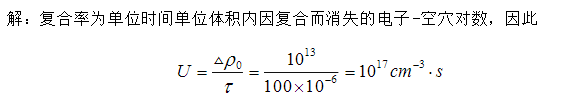 解：复合率为单位时间单位体积内因复合而消失的电子-空穴对数，因此
U = △ρ₀/τ = 10¹³/(100×10⁻⁶) = 10¹⁷ cm⁻³·s